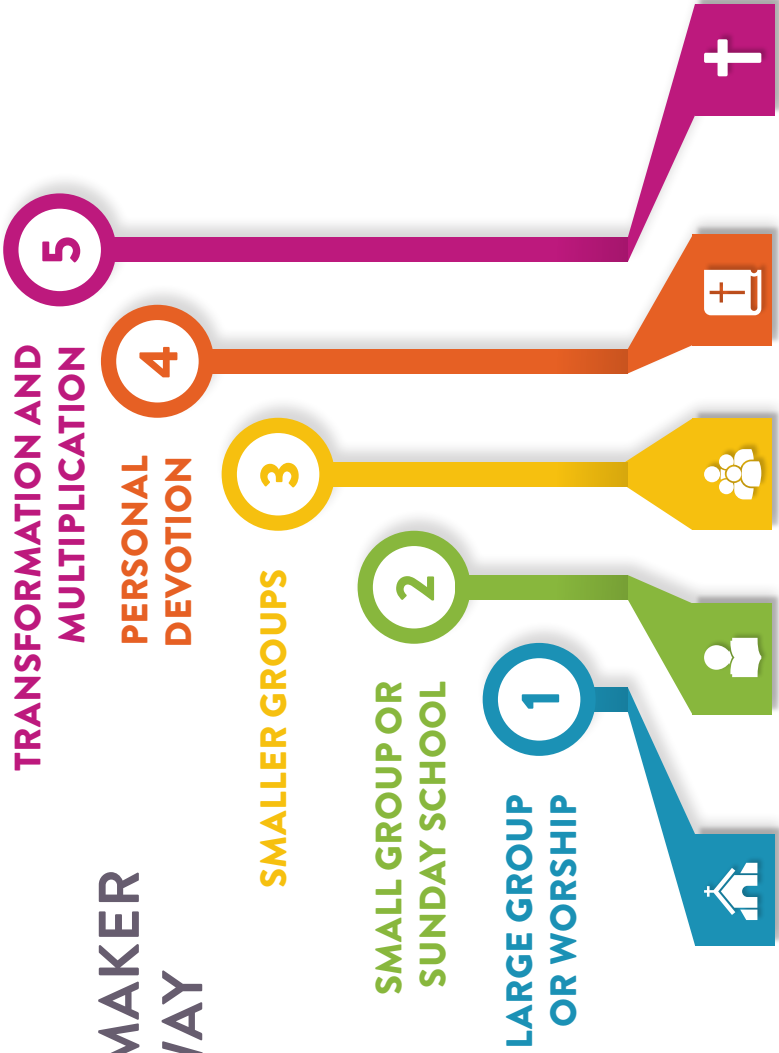 MAKER
WAY
TRANSFORMATION AND
MULTIPLICATION
5
PERSONAL
DEVOTION
4
SMALLER GROUPS
3
SMALL GROUP OR
SUNDAY SCHOOL
2
LARGE GROUP
OR WORSHIP
1